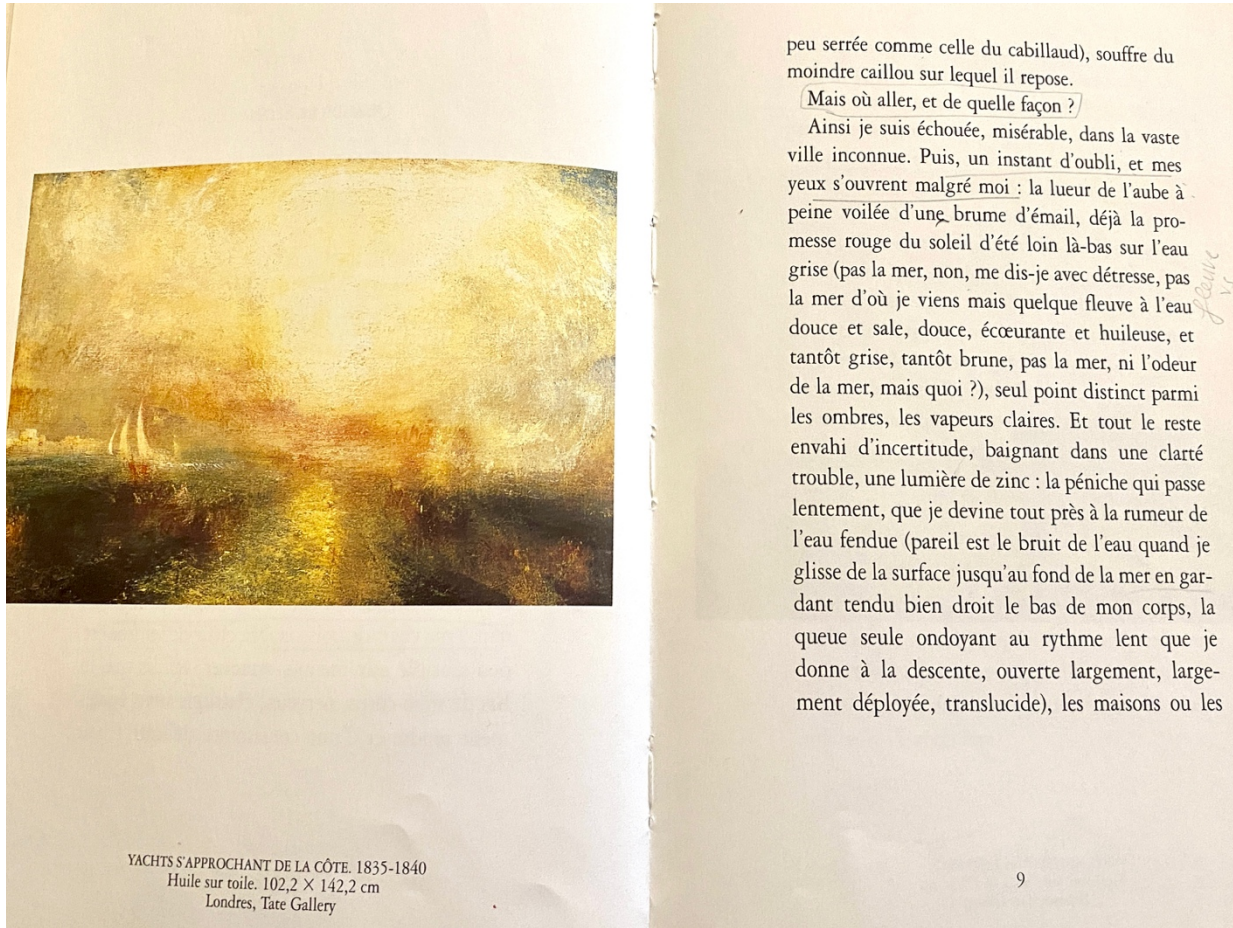 YACHTS S'APPROCHANT DE LA CÔTE. 1835-1840
Huile sur toile. 102,2 × 142,2 cm
Londres, Tate Gallery
peu serrée comme celle du cabillaud), souffre du
moindre caillou sur lequel il repose.
Mais où aller, et de quelle façon ?
Ainsi je suis échouée, misérable, dans la vaste
ville inconnue. Puis, un instant d'oubli, et mes
yeux s'ouvrent malgré moi : la lueur de l'aube à
peine voilée d'une brume d'émail, déjà la pro-
messe rouge du soleil d'été loin là-bas sur l'eau
grise (pas la mer, non, me dis-je avec détresse, pas
la mer d'où je viens mais quelque fleuve à l'eau
douce et sale, douce, écœurante et huileuse, et
tantôt grise, tantôt brune, pas la mer, ni l'odeur
de la mer, mais quoi ?), seul point distinct parmi
les ombres, les vapeurs claires. Et tout le reste
envahi d'incertitude, baignant dans une clarté
trouble, une lumière de zinc : la péniche qui passe
lentement, que je devine tout près à la rumeur de
l'eau fendue (pareil est le bruit de l'eau quand je
glisse de la surface jusqu'au fond de la mer en gar-
dant tendu bien droit le bas de mon corps, la
queue seule ondoyant au rythme lent que je
donne à la descente, ouverte largement, large-
ment déployée, translucide), les maisons ou les
fleuve
vs
9